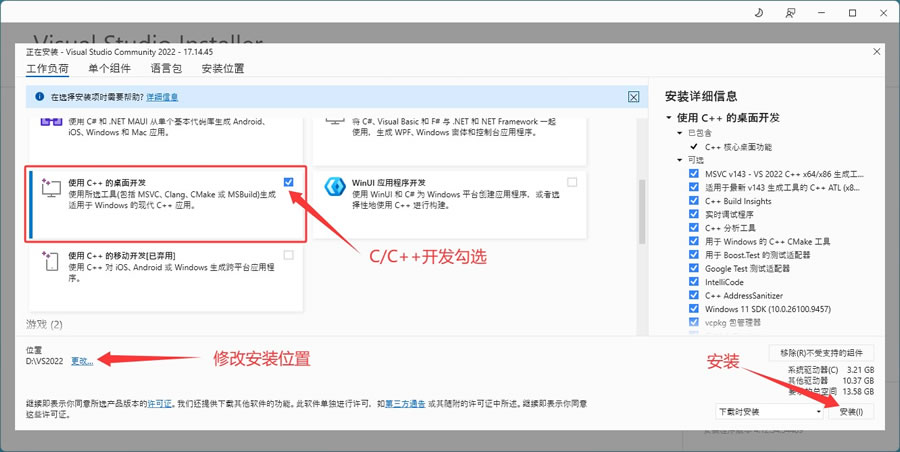 Visual Studio Installer
正在安装 - Visual Studio Community 2022 - 17.14.45
工作负荷 单个组件 语言包 安装位置
在选择安装项时需要帮助? 详细信息
使用 C# 和 .NET MAUI 从单个基本代码库生成 Android、
iOS、Windows 和 Mac 应用。
将 C#, Visual Basic 和 F# 与 .NET 和 .NET Framework 一起
使用，生成 WPF、Windows 窗体和控制台应用程序。
使用 C++ 的桌面开发
使用所选工具(包括 MSVC、Clang、CMake 或 MSBuild)生成
适用于 Windows 的现代 C++ 应用。
WinUI 应用程序开发
使用 WinUI 和 C# 为 Windows 平台创建应用程序，或者选
择性地使用 C++ 进行构建。
C/C++开发勾选
使用 C++ 的移动开发[已弃用]
使用 C++ 对 iOS、Android 或 Windows 生成跨平台应用程
序。
游戏 (2)
安装详细信息
使用 C++ 的桌面开发
已包含
C++ 核心桌面功能
可选
MSVC v143 - VS 2022 C++ x64/x86 生成工...
适用于最新 v143 生成工具的 C++ ATL (x8...
C++ Build Insights
实时调试程序
C++ 分析工具
用于 Windows 的 C++ CMake 工具
用于 Boost.Test 的测试适配器
Google Test 测试适配器
IntelliCode
C++ AddressSanitizer
Windows 11 SDK (10.0.26100.9457)
vcpkg 包管理器
位置
D:\VS2022 更改...
修改安装位置
安装
移除(R)不受支持的组件
系统驱动器(C) 3.21 GB
其他驱动器 10.37 GB
要求的总空间 13.58 GB
继续即表示你同意所选产品版本的许可证。我们还提供下载其他软件的功能。此软件单独进行许可，如第三方通告 或其随附的许可证中所述。继续即表示你同意
这些许可证。
下载时安装 安装(I)